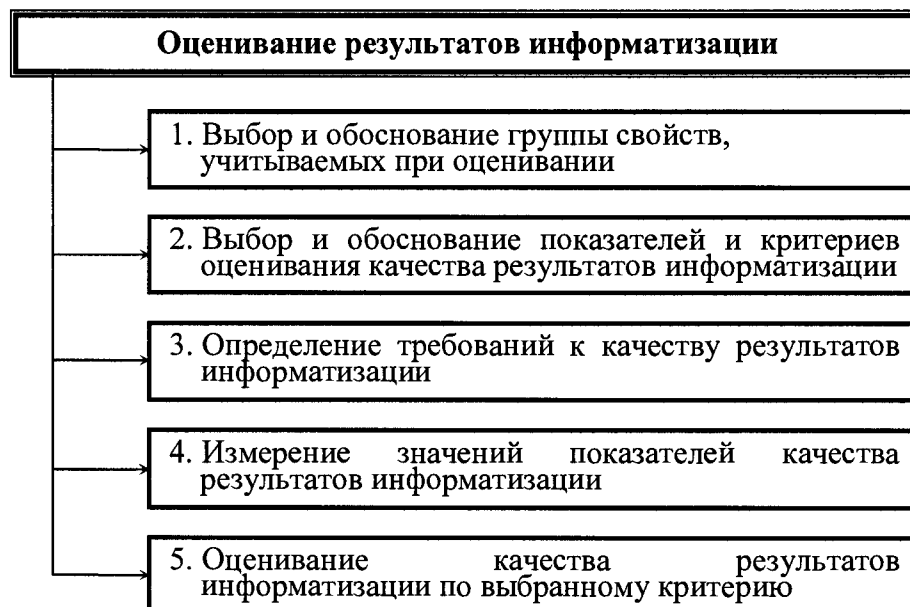 Оценивание результатов информатизации
1. Выбор и обоснование группы свойств,
учитываемых при оценивании
2. Выбор и обоснование показателей и критериев
оценивания качества результатов информатизации
3. Определение требований к качеству результатов
информатизации
4. Измерение значений показателей качества
результатов информатизации
5. Оценивание качества результатов
информатизации по выбранному критерию